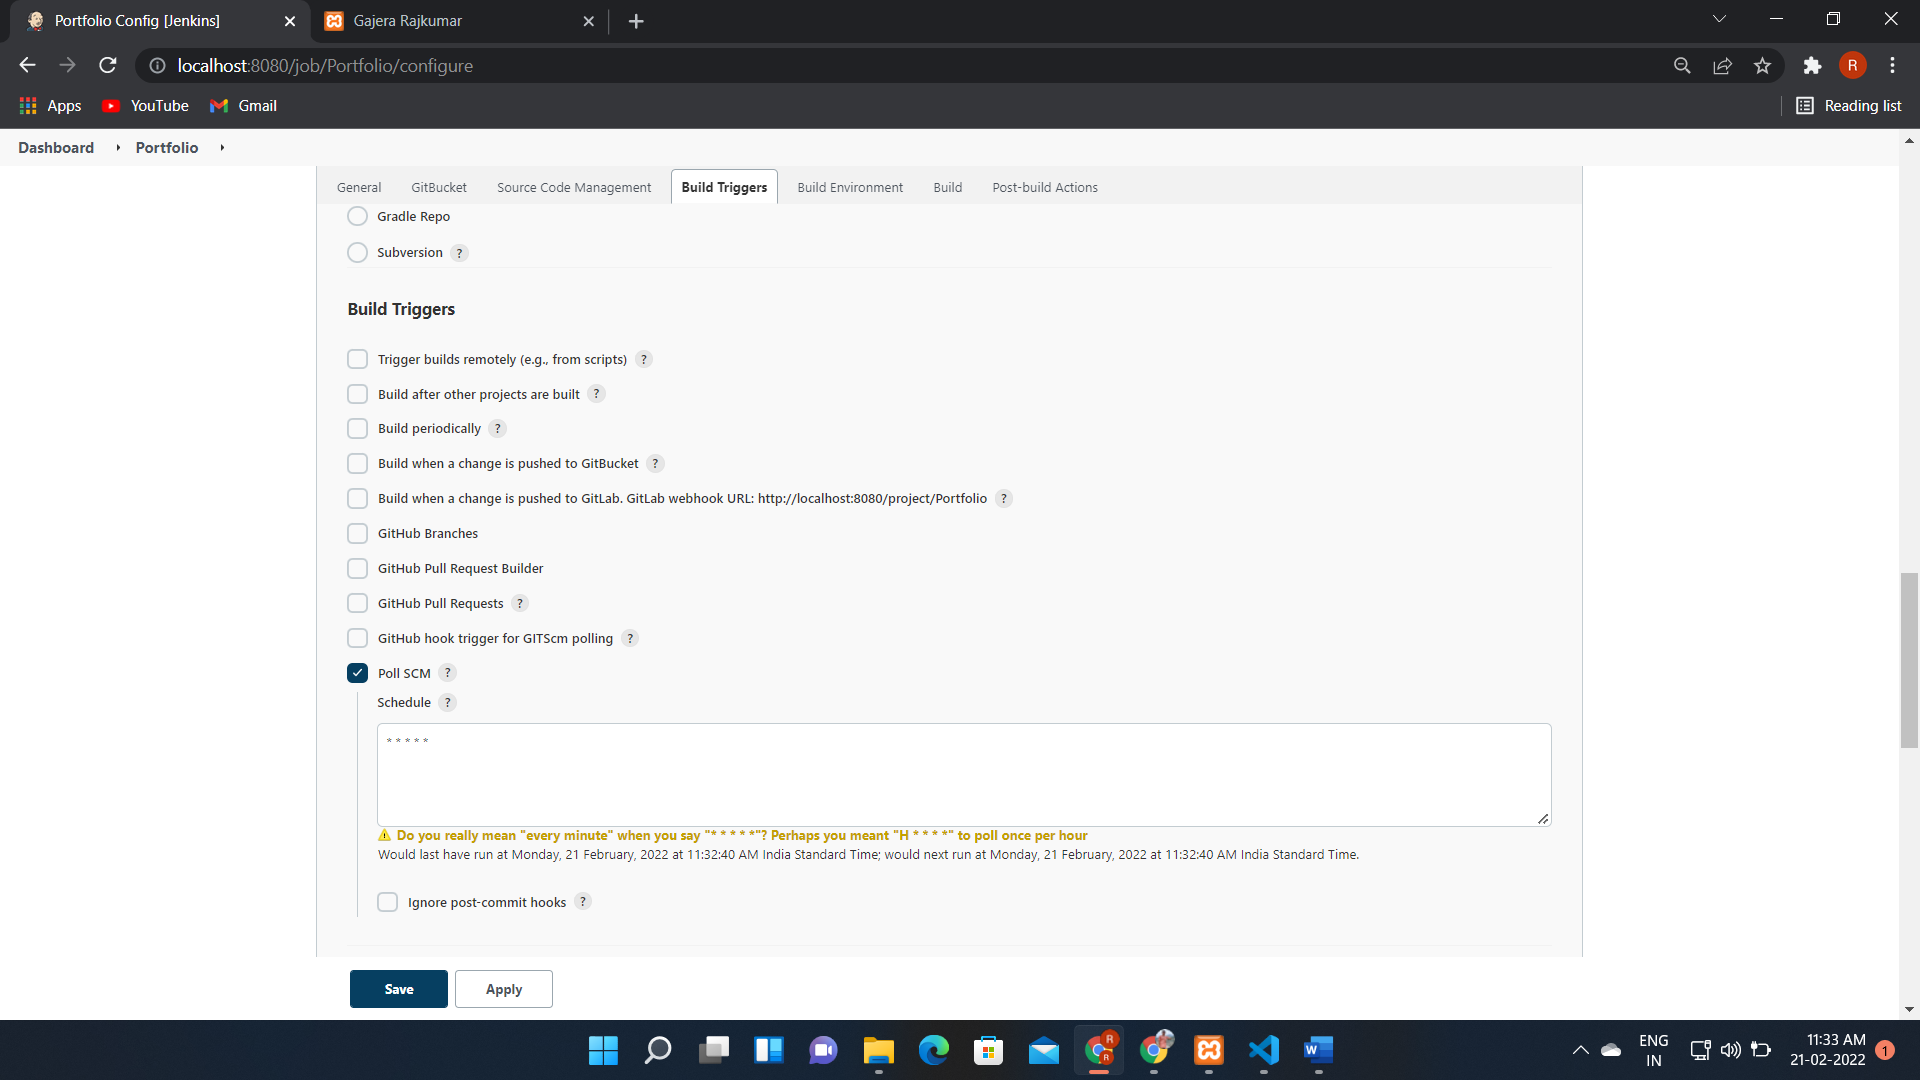 Portfolio Config [Jenkins]
Gajera Rajkumar
localhost:8080/job/Portfolio/configure
R
Apps
YouTube
Gmail
Reading list
Dashboard
Portfolio
General
GitBucket
Source Code Management
Build Triggers
Build Environment
Build
Post-build Actions
Gradle Repo
Subversion ?
Build Triggers
Trigger builds remotely (e.g., from scripts) ?
Build after other projects are built ?
Build periodically ?
Build when a change is pushed to GitBucket ?
Build when a change is pushed to GitLab. GitLab webhook URL: http://localhost:8080/project/Portfolio ?
GitHub Branches
GitHub Pull Request Builder
GitHub Pull Requests ?
GitHub hook trigger for GITScm polling ?
Poll SCM ?
Schedule ?
* * * * *
Do you really mean "every minute" when you say "* * * * *"? Perhaps you meant "H * * * *" to poll once per hour
Would last have run at Monday, 21 February, 2022 at 11:32:40 AM India Standard Time; would next run at Monday, 21 February, 2022 at 11:32:40 AM India Standard Time.
Ignore post-commit hooks ?
Save
Apply
R
R
W
ENG
IN
11:33 AM
21-02-2022
1